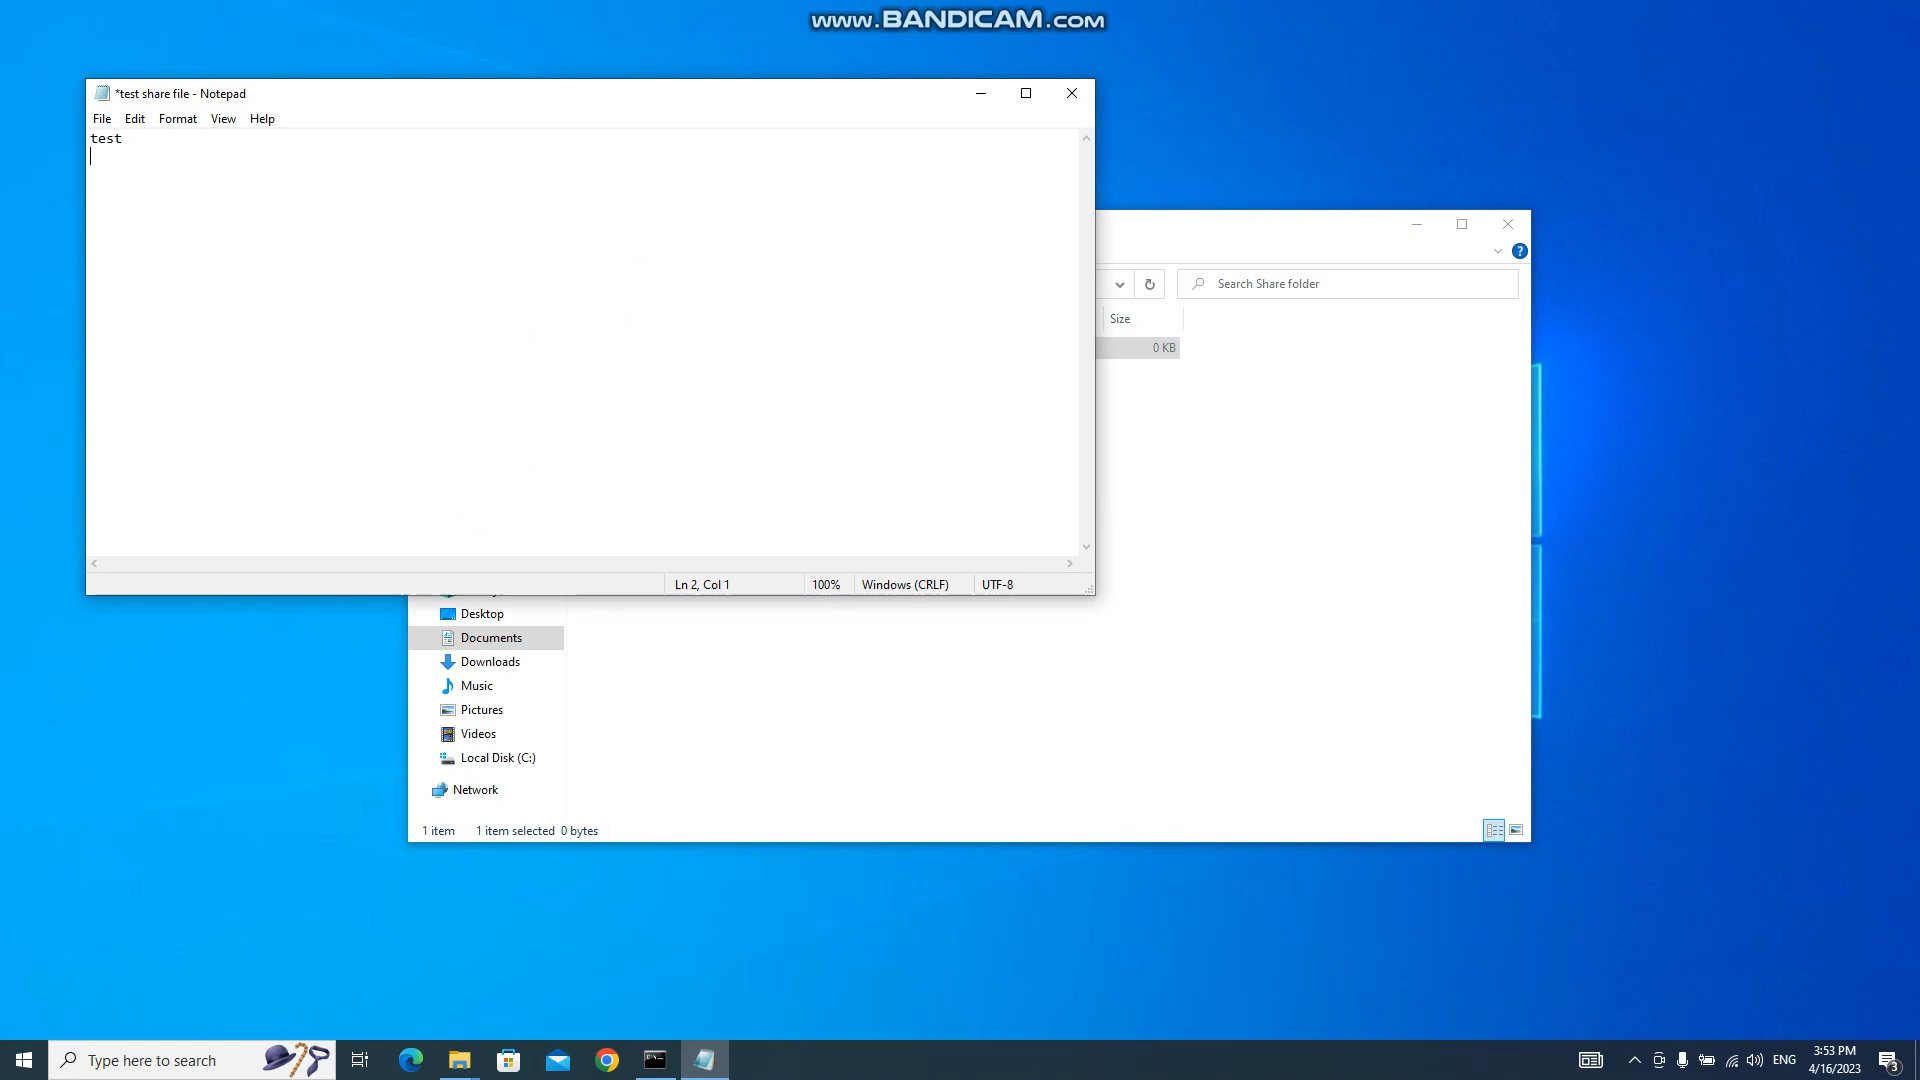 www.BANDICAM.com
*test share file - Notepad
File Edit Format View Help
test
Search Share folder
Size
0 KB
Ln 2, Col 1 100% Windows (CRLF) UTF-8
Desktop
Documents
Downloads
Music
Pictures
Videos
Local Disk (C:)
Network
1 item 1 item selected 0 bytes
Type here to search
ENG
3:53 PM
4/16/2023
3